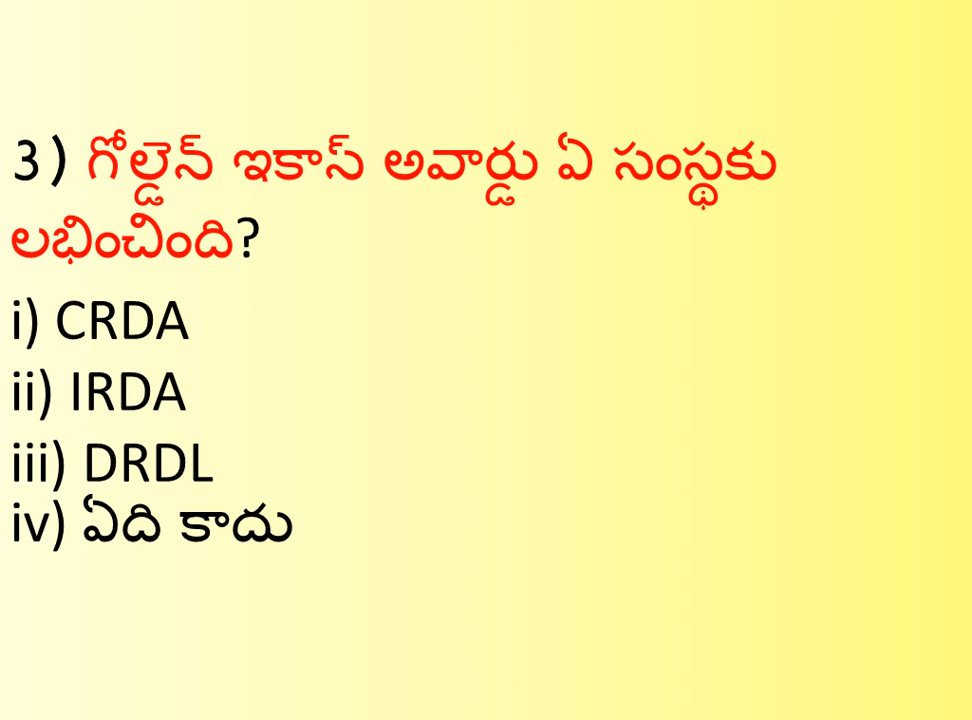 3) గోల్డెన్ ఇకాస్ అవార్డు ఏ సంస్థకు
లభించింది?
i) CRDA
ii) IRDA
iii) DRDL
iv) ఏది కాదు